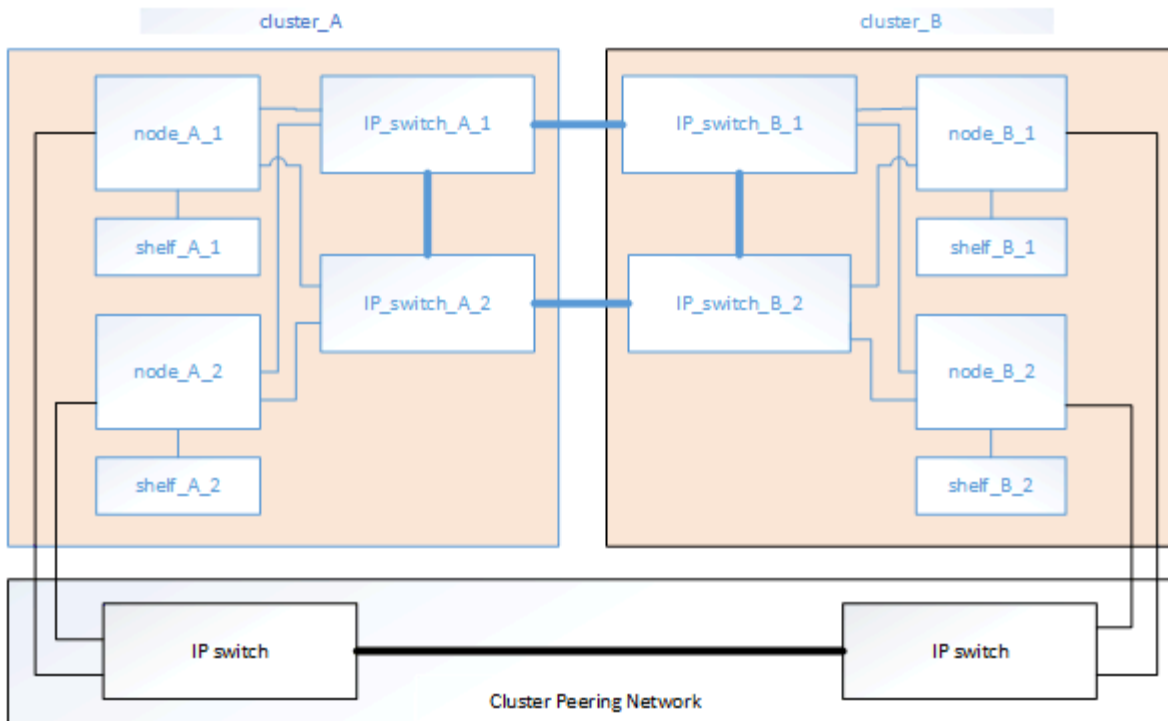 cluster_A
cluster_B
node_A_1
IP_switch_A_1
IP_switch_B_1
node_B_1
shelf_A_1
shelf_B_1
IP_switch_A_2
IP_switch_B_2
node_A_2
node_B_2
shelf_A_2
shelf_B_2
IP switch
IP switch
Cluster Peering Network